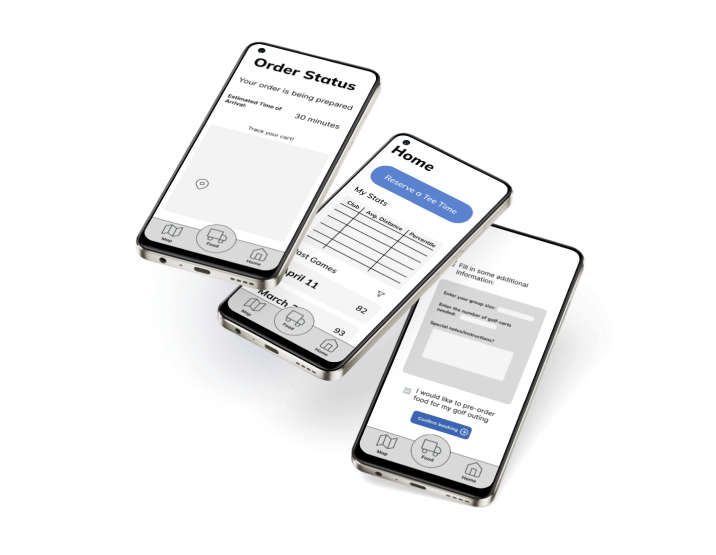 Order Status
Your order is being prepared
Estimated Time of
Arrival:
30 minutes
Track your cart!
Map
Food
Home
Home
Reserve a Tee Time
My Stats
Club
Avg. Distance
Percentile
ast Games
pril 11
82
March
93
Map
Food
Home
Fill in some additional
information:
Enter your group size:
Enter the number of golf carts
needed:
Special notes/instructions?
I would like to pre-order
food for my golf outing
Confirm booking
Map
Food
Home